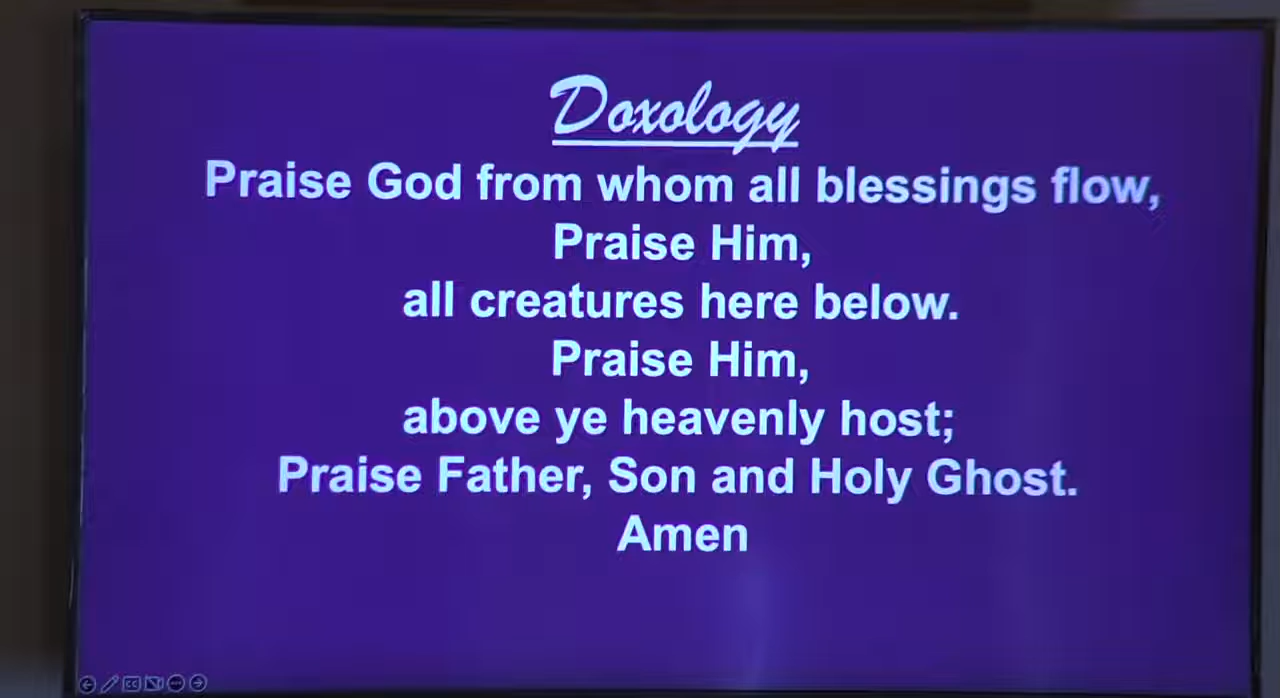 Doxology
Praise God from whom all blessings flow,
Praise Him,
all creatures here below.
Praise Him,
above ye heavenly host;
Praise Father, Son and Holy Ghost.
Amen